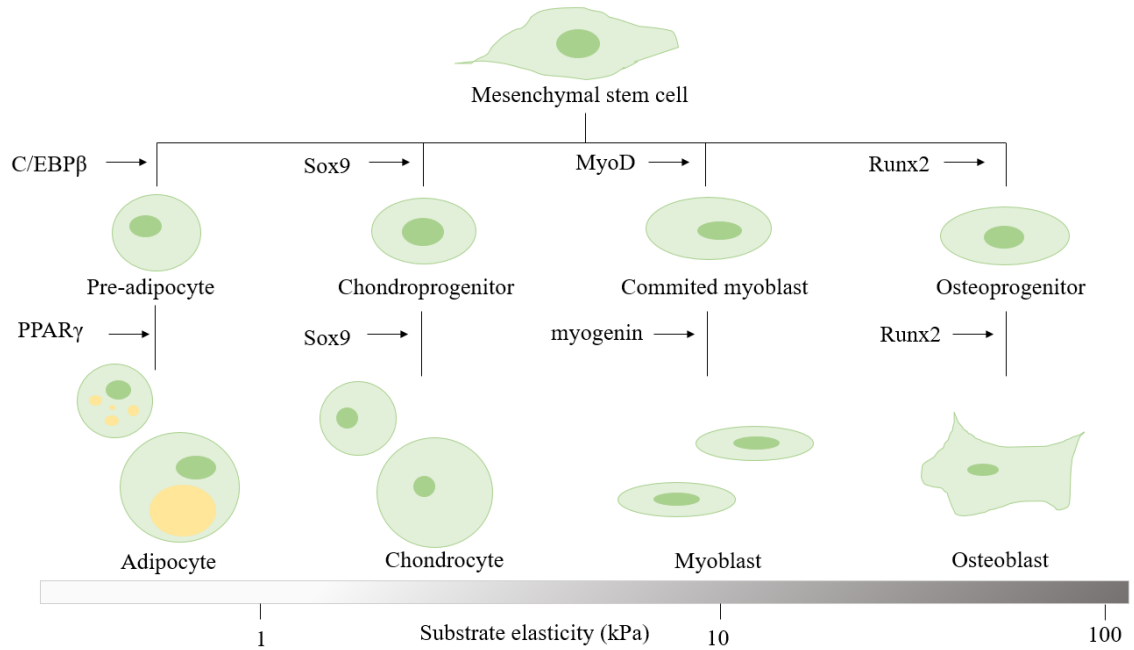 Mesenchymal stem cell
C/EBPβ
Sox9
MyoD
Runx2
Pre-adipocyte
Chondroprogenitor
Commited myoblast
Osteoprogenitor
PPARγ
Sox9
myogenin
Runx2
Adipocyte
Chondrocyte
Myoblast
Osteoblast
1
Substrate elasticity (kPa)
10
100